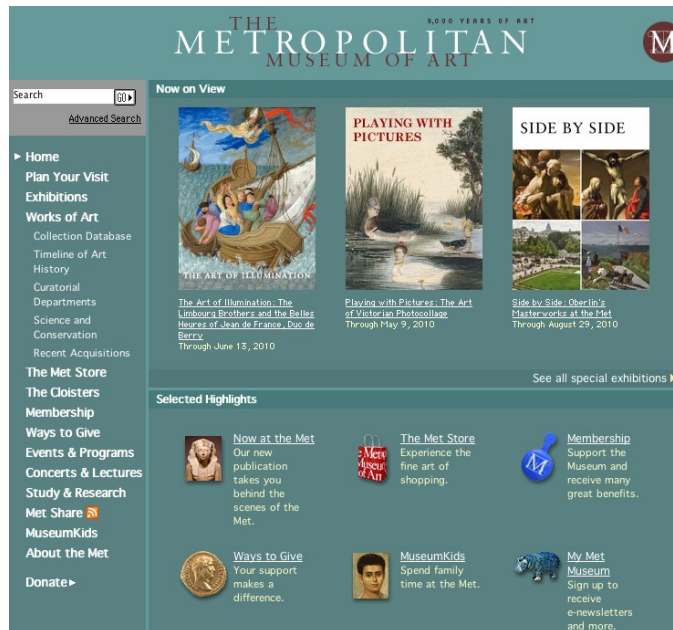 THE
5,000 YEARS OF ART
METROPOLITAN
MUSEUM OF ART
M
Search
GO
Advanced Search
Home
Plan Your Visit
Exhibitions
Works of Art
Collection Database
Timeline of Art
History
Curatorial
Departments
Science and
Conservation
Recent Acquisitions
The Met Store
The Cloisters
Membership
Ways to Give
Events & Programs
Concerts & Lectures
Study & Research
Met Share
MuseumKids
About the Met
Donate
Now on View
THE ART OF ILLUMINATION
The Art of Illumination: The
Limbourg Brothers and the Belles
Heures of Jean de France, Duc de
Berry
Through June 13, 2010
PLAYING WITH
PICTURES
Playing with Pictures: The Art
of Victorian Photocollage
Through May 9, 2010
SIDE BY SIDE
Side by Side: Oberlin's
Masterworks at the Met
Through August 29, 2010
See all special exhibitions
Selected Highlights
Now at the Met
Our new
publication
takes you
behind the
scenes of the
Met.
The Metro
Museum
of Art
The Met Store
Experience the
fine art of
shopping.
M
Membership
Support the
Museum and
receive many
great benefits.
Ways to Give
Your support
makes a
difference.
MuseumKids
Spend family
time at the Met.
My Met
Museum
Sign up to
receive
e-newsletters
and more.